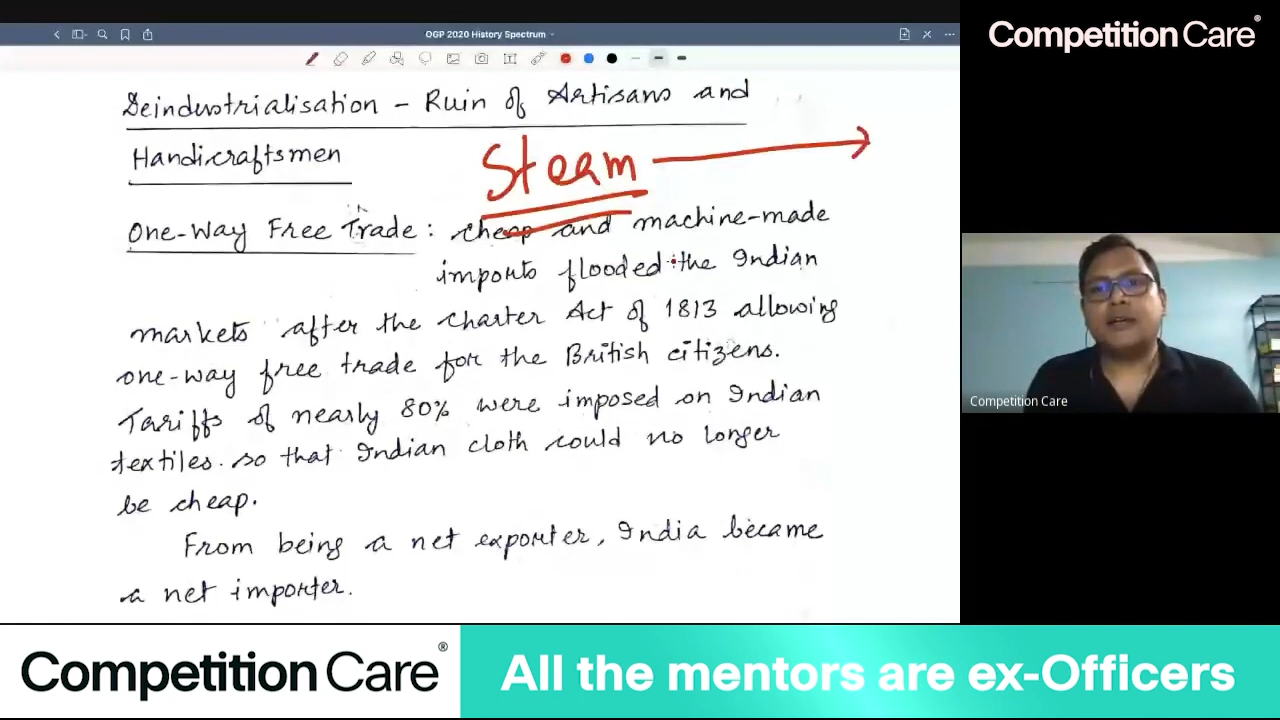 OGP 2020 History Spectrum
Competition Care®
Deindustrialisation - Ruin of Artisans and
Handicraftsmen
Steam
One-Way Free Trade: cheap and machine-made
imports flooded the Indian
markets after the Charter Act of 1813 allowing
one-way free trade for the British citizens.
Tariffs of nearly 80% were imposed on Indian
textiles. so that Indian cloth could no longer
be cheap.
From being a net exporter, India became
a net importer.
Competition Care
Competition Care®
All the mentors are ex-Officers